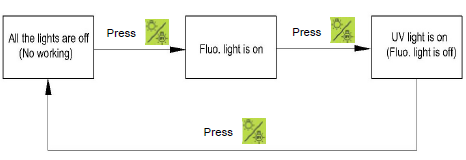 All the lights are off
(No working)
Press
Fluo. light is on
Press
UV light is on
(Fluo. light is off)
Press